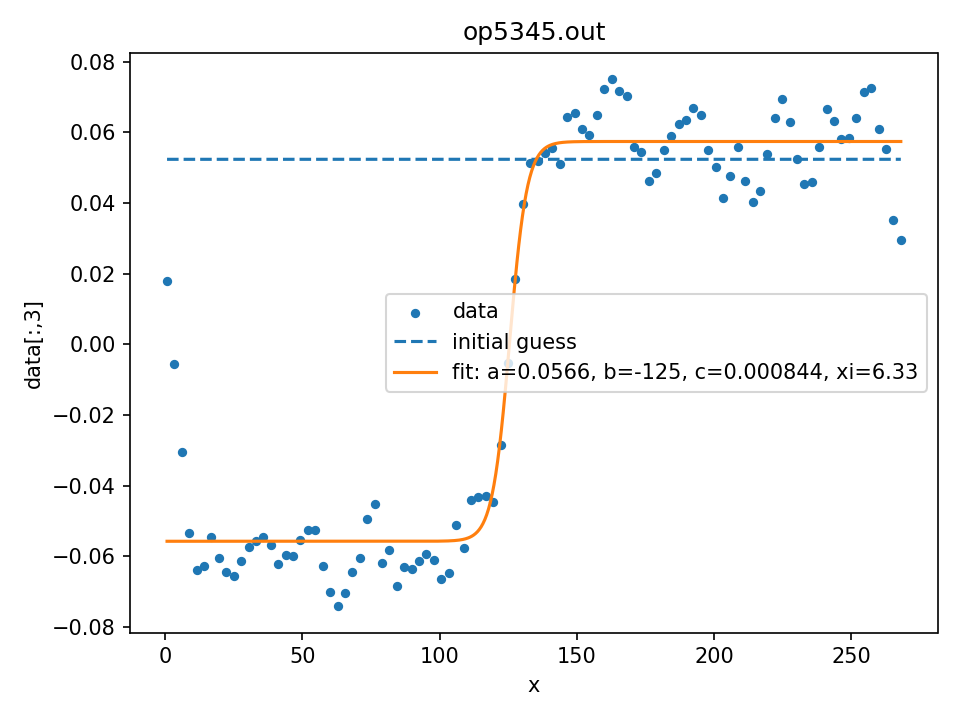 op5345.out
0.08
0.06
0.04
0.02
0.00
−0.02
−0.04
−0.06
−0.08
data[:,3]
data
initial guess
fit: a=0.0566, b=-125, c=0.000844, xi=6.33
0 50 100 150 200 250
x